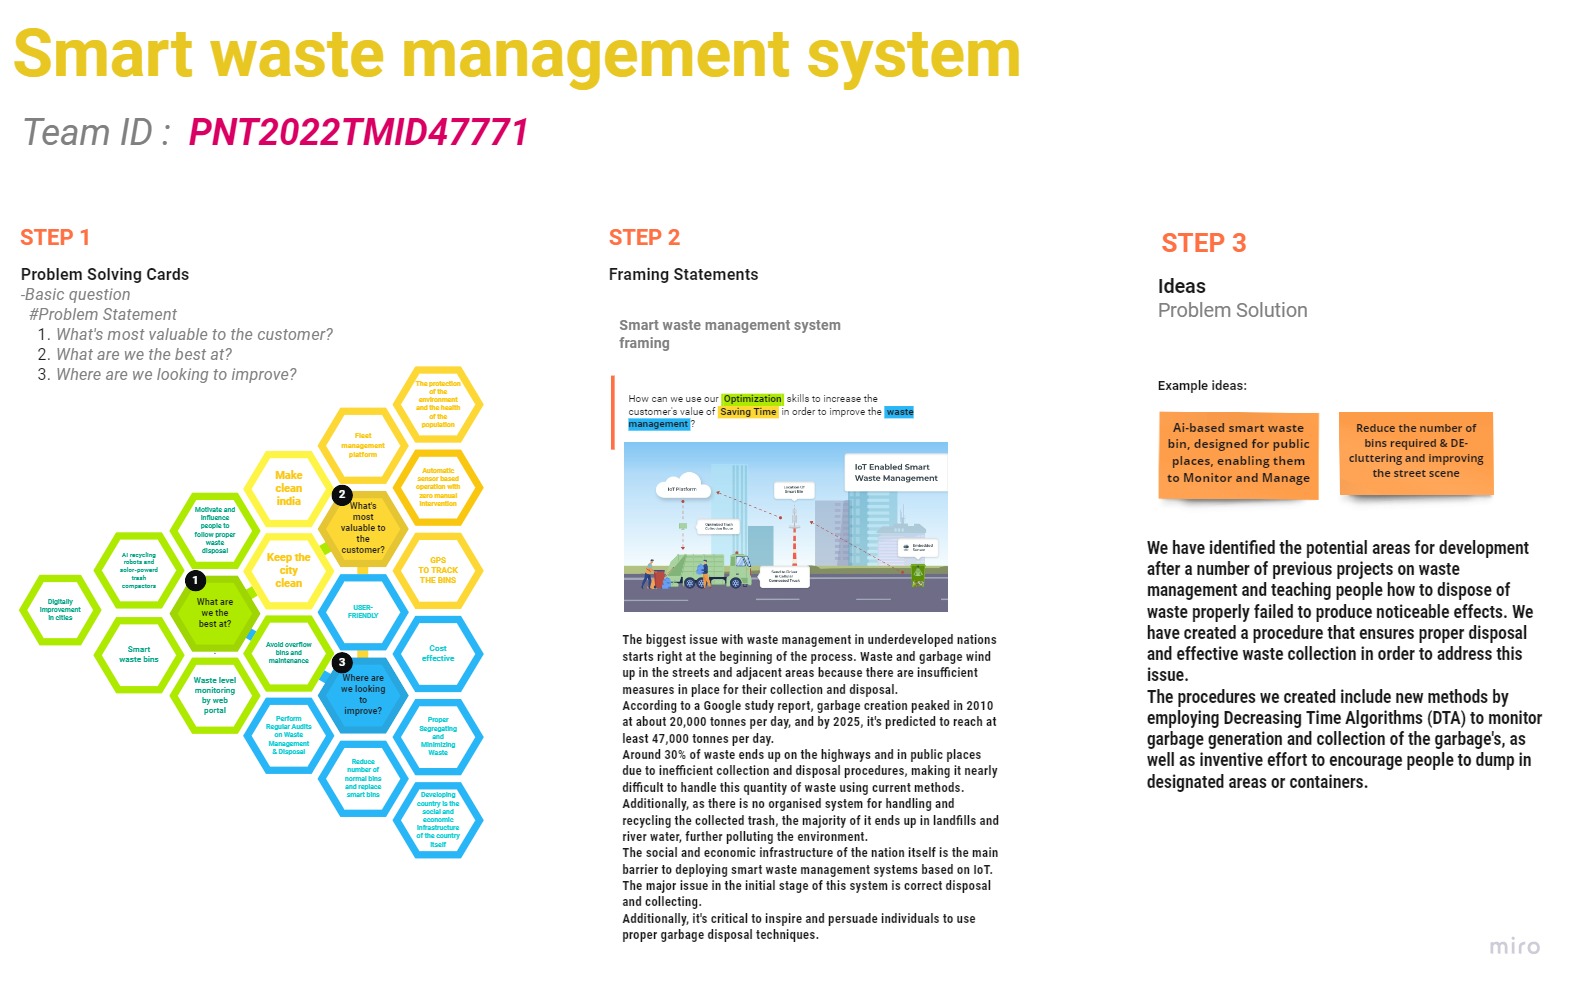 Smart waste management system
Team ID : PNT2022TMID47771
STEP 1
Problem Solving Cards
-Basic question
#Problem Statement
1. What's most valuable to the customer?
2. What are we the best at?
3. Where are we looking to improve?
The protection
of the
environment
and the health
of the
population
Fleet
management
platform
Automatic
sensor based
operation with
zero manual
intervention
Make
clean
india
2
What's
most
valuable to
the
customer?
Motivate and
influence
people to
follow proper
waste
disposal
Keep the
city
clean
GPS
TO TRACK
THE BINS
AI recycling
robots and
solar-powerd
trash
compactors
1
What are
we the
best at?
USER-
FRIENDLY
Digitally
improvement
in cities
Smart
waste bins
Avoid overflow
bins and
maintenance
Cost
effective
3
Where are
we looking
to
improve?
Waste level
monitoring
by web
portal
Perform
Regular Audits
on Waste
Management
& Disposal
Proper
Segregating
and
Minimizing
Waste
Reduce
number of
normal bins
and replace
smart bins
Developing
country is the
social and
economic
infrastructure
of the country
itself
STEP 2
Framing Statements
Smart waste management system
framing
How can we use our Optimization skills to increase the
customer's value of Saving Time in order to improve the waste
management ?
IoT Enabled Smart
Waste Management
IoT Platform
Location Of
Smart Bin
Optimized Truck
Collection Route
Embedded
Sensor
Send to Driver
in Cellular
Connected Truck
The biggest issue with waste management in underdeveloped nations
starts right at the beginning of the process. Waste and garbage wind
up in the streets and adjacent areas because there are insufficient
measures in place for their collection and disposal.
According to a Google study report, garbage creation peaked in 2010
at about 20,000 tonnes per day, and by 2025, it's predicted to reach at
least 47,000 tonnes per day.
Around 30% of waste ends up on the highways and in public places
due to inefficient collection and disposal procedures, making it nearly
difficult to handle this quantity of waste using current methods.
Additionally, as there is no organised system for handling and
recycling the collected trash, the majority of it ends up in landfills and
river water, further polluting the environment.
The social and economic infrastructure of the nation itself is the main
barrier to deploying smart waste management systems based on IoT.
The major issue in the initial stage of this system is correct disposal
and collecting.
Additionally, it's critical to inspire and persuade individuals to use
proper garbage disposal techniques.
STEP 3
Ideas
Problem Solution
Example ideas:
Ai-based smart waste
bin, designed for public
places, enabling them
to Monitor and Manage
Reduce the number of
bins required & DE-
cluttering and improving
the street scene
We have identified the potential areas for development
after a number of previous projects on waste
management and teaching people how to dispose of
waste properly failed to produce noticeable effects. We
have created a procedure that ensures proper disposal
and effective waste collection in order to address this
issue.
The procedures we created include new methods by
employing Decreasing Time Algorithms (DTA) to monitor
garbage generation and collection of the garbage's, as
well as inventive effort to encourage people to dump in
designated areas or containers.
miro